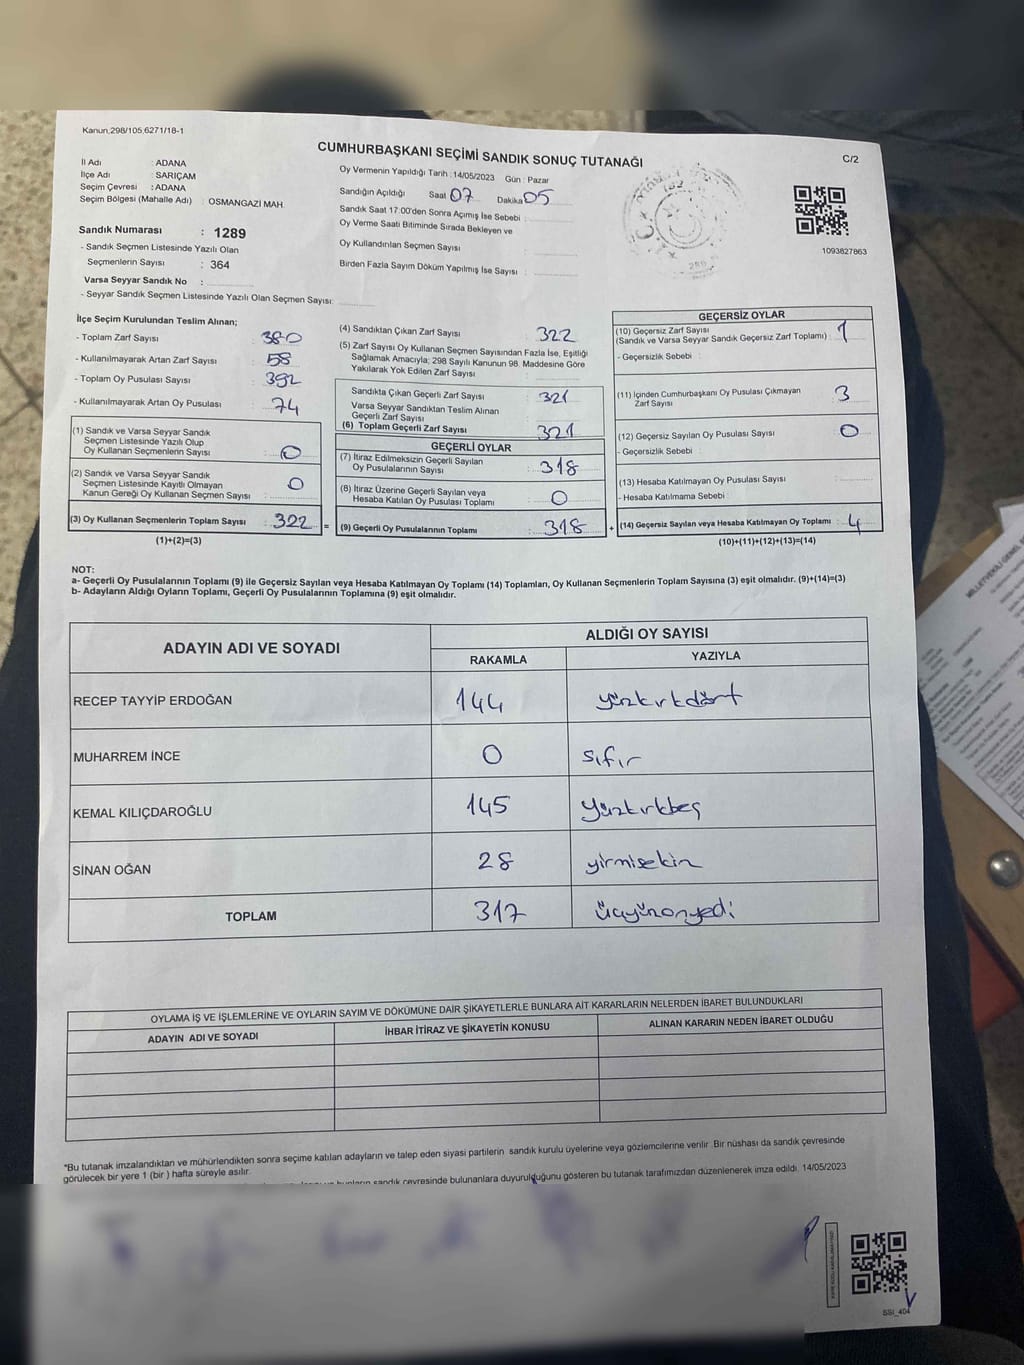 Kanun.298/105,6271/18-1
CUMHURBAŞKANI SEÇİMİ SANDIK SONUÇ TUTANAĞI
C/2
İl Adı : ADANA
İlçe Adı : SARIÇAM
Seçim Çevresi : ADANA
Seçim Bölgesi (Mahalle Adı) : OSMANGAZİ MAH.
Sandık Numarası : 1289
- Sandık Seçmen Listesinde Yazılı Olan
Seçmenlerin Sayısı : 364
Varsa Seyyar Sandık No :
- Seyyar Sandık Seçmen Listesinde Yazılı Olan Seçmen Sayısı:
Oy Vermenin Yapıldığı Tarih : 14/05/2023 Gün : Pazar
Sandığın Açıldığı Saat 07 Dakika 05
Sandık Saat 17:00'den Sonra Açımış İse Sebebi :
Oy Verme Saati Bitiminde Sırada Bekleyen ve
Oy Kullandırılan Seçmen Sayısı
Birden Fazla Sayım Döküm Yapılmış İse Sayısı :
1093827863
İlçe Seçim Kurulundan Teslim Alınan;
- Toplam Zarf Sayısı : 380
- Kullanılmayarak Artan Zarf Sayısı : 58
- Toplam Oy Pusulası Sayısı : 392
- Kullanılmayarak Artan Oy Pusulası : 74
(1) Sandık ve Varsa Seyyar Sandık
Seçmen Listesinde Yazılı Olup
Oy Kullanan Seçmenlerin Sayısı : 0
(2) Sandık ve Varsa Seyyar Sandık
Seçmen Listesinde Kayıtlı Olmayan
Kanun Gereği Oy Kullanan Seçmen Sayısı : 0
(3) Oy Kullanan Seçmenlerin Toplam Sayısı : 322 =
(1)+(2)=(3)
(4) Sandıktan Çıkan Zarf Sayısı : 322
(5) Zarf Sayısı Oy Kullanan Seçmen Sayısından Fazla İse, Eşitliği
Sağlamak Amacıyla; 298 Sayılı Kanunun 98. Maddesine Göre
Yakılarak Yok Edilen Zarf Sayısı :
Sandıkta Çıkan Geçerli Zarf Sayısı : 321
Varsa Seyyar Sandıktan Teslim Alınan
Geçerli Zarf Sayısı :
(6) Toplam Geçerli Zarf Sayısı : 321
GEÇERLİ OYLAR
(7) İtiraz Edilmeksizin Geçerli Sayılan
Oy Pusulalarının Sayısı : 318
(8) İtiraz Üzerine Geçerli Sayılan veya
Hesaba Katılan Oy Pusulası Toplamı : 0
(9) Geçerli Oy Pusulalarının Toplamı : 318 +
GEÇERSİZ OYLAR
(10) Geçersiz Zarf Sayısı
(Sandık ve Varsa Seyyar Sandık Geçersiz Zarf Toplamı) : 1
- Geçersizlik Sebebi :
(11) İçinden Cumhurbaşkanı Oy Pusulası Çıkmayan
Zarf Sayısı : 3
(12) Geçersiz Sayılan Oy Pusulası Sayısı : 0
- Geçersizlik Sebebi :
(13) Hesaba Katılmayan Oy Pusulası Sayısı :
- Hesaba Katılmama Sebebi :
(14) Geçersiz Sayılan veya Hesaba Katılmayan Oy Toplamı : 4
(10)+(11)+(12)+(13)=(14)
NOT:
a- Geçerli Oy Pusulalarının Toplamı (9) ile Geçersiz Sayılan veya Hesaba Katılmayan Oy Toplamı (14) Toplamları, Oy Kullanan Seçmenlerin Toplam Sayısına (3) eşit olmalıdır. (9)+(14)=(3)
b- Adayların Aldığı Oyların Toplamı, Geçerli Oy Pusulalarının Toplamına (9) eşit olmalıdır.
ADAYIN ADI VE SOYADI
ALDIĞI OY SAYISI
RAKAMLA YAZIYLA
RECEP TAYYİP ERDOĞAN 144 yüzkırkdört
MUHARREM İNCE 0 sıfır
KEMAL KILIÇDAROĞLU 145 yüzkırkbeş
SİNAN OĞAN 28 yirmisekiz
TOPLAM 317 üçyüzonyedi
OYLAMA İŞ VE İŞLEMLERİNE VE OYLARIN SAYIM VE DÖKÜMÜNE DAİR ŞİKAYETLERLE BUNLARA AİT KARARLARIN NELERDEN İBARET BULUNDUKLARI
ADAYIN ADI VE SOYADI
İHBAR İTİRAZ VE ŞİKAYETİN KONUSU
ALINAN KARARIN NEDEN İBARET OLDUĞU
*Bu tutanak imzalandıktan ve mühürlendikten sonra seçime katılan adayların ve talep eden siyasi partilerin sandık kurulu üyelerine veya gözlemcilerine verilir. Bir nüshası da sandık çevresinde
görülecek bir yere 1 (bir ) hafta süreyle asılır.
sandık çevresinde bulunanlara duyurulduğunu gösteren bu tutanak tarafımızdan düzenlenerek imza edildi. 14/05/2023
SSI_404